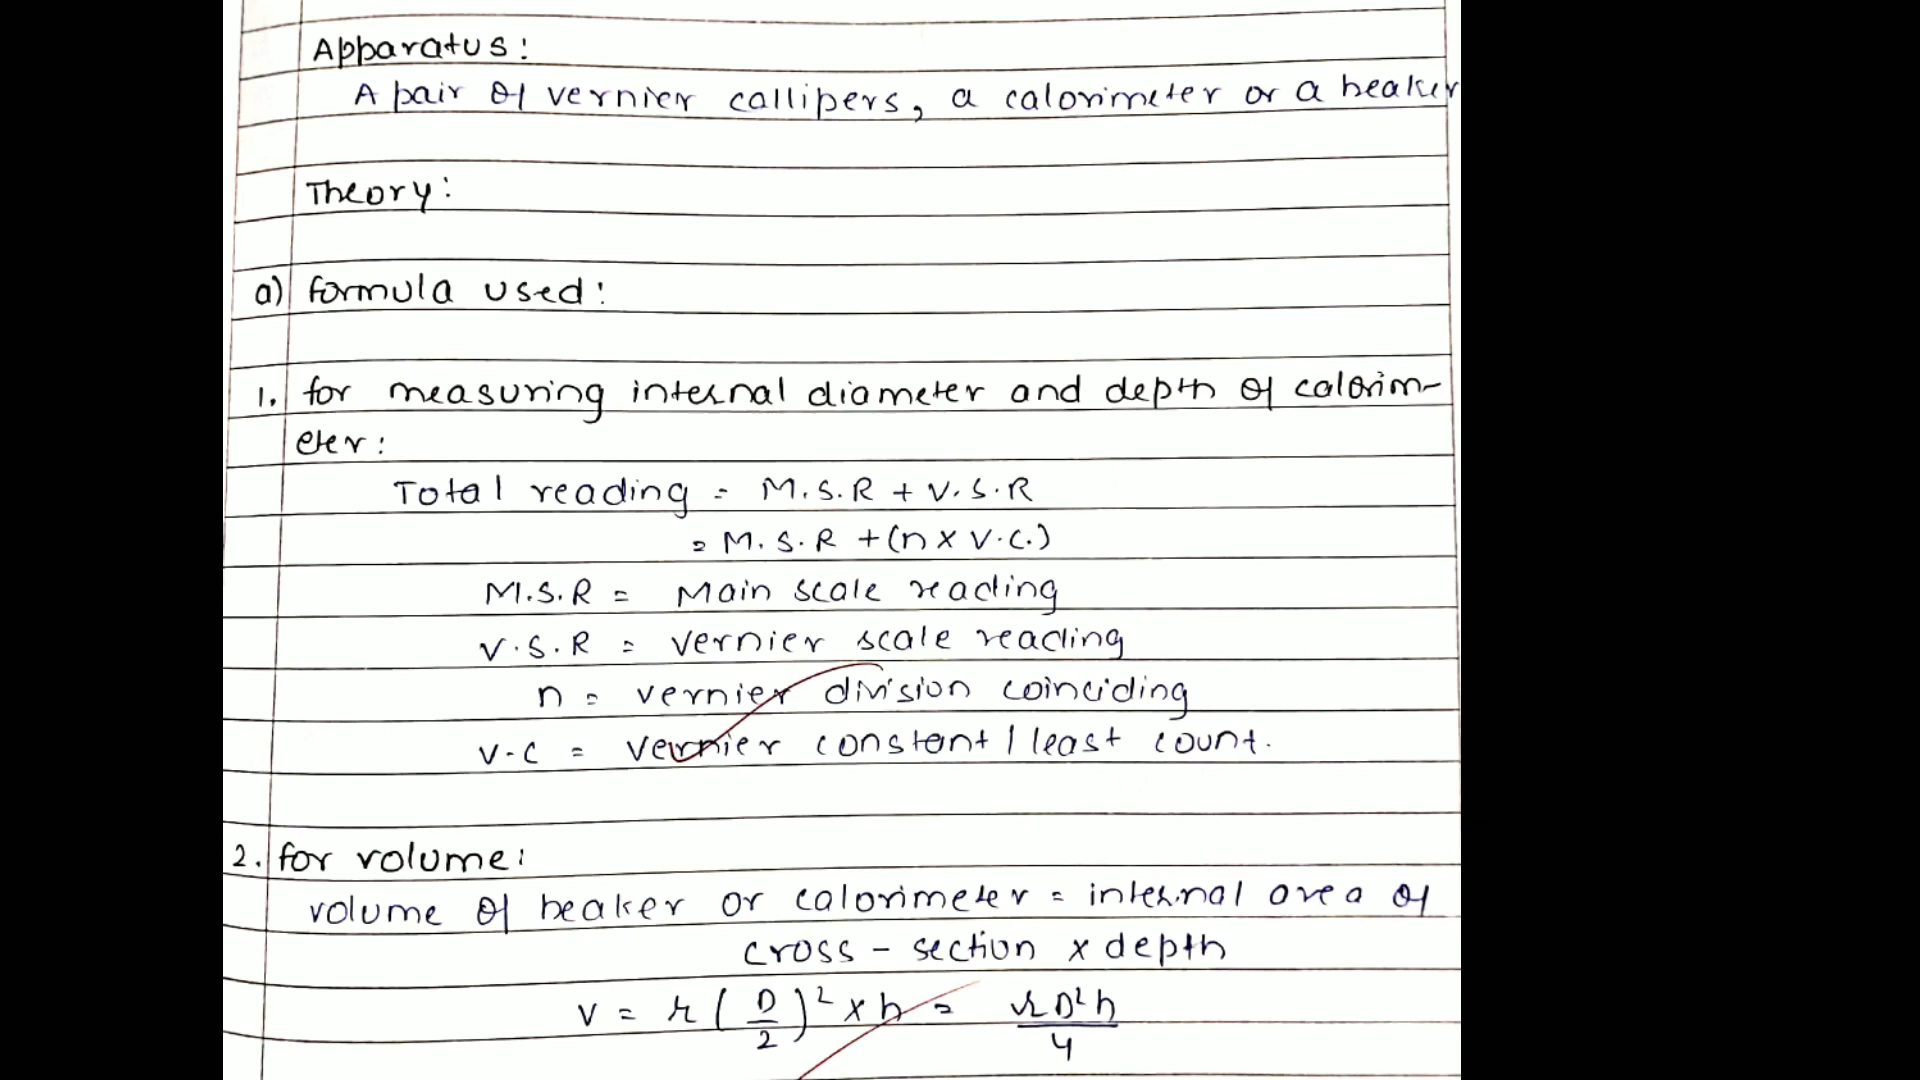 Apparatus:
A pair of vernier callipers, a calorimeter or a beaker
Theory:
a) formula used:
1. for measuring internal diameter and depth of calorim-
eter:
Total reading = M.S.R + V.S.R
= M.S.R + (n x V.C.)
M.S.R = Main scale reading
V.S.R = Vernier scale reading
n = vernier division coinciding
V-C = Vernier constant / least count.
2. for volume:
volume of beaker or calorimeter = internal area of
cross - section x depth
V = π (D/2)² x h = πD²h/4